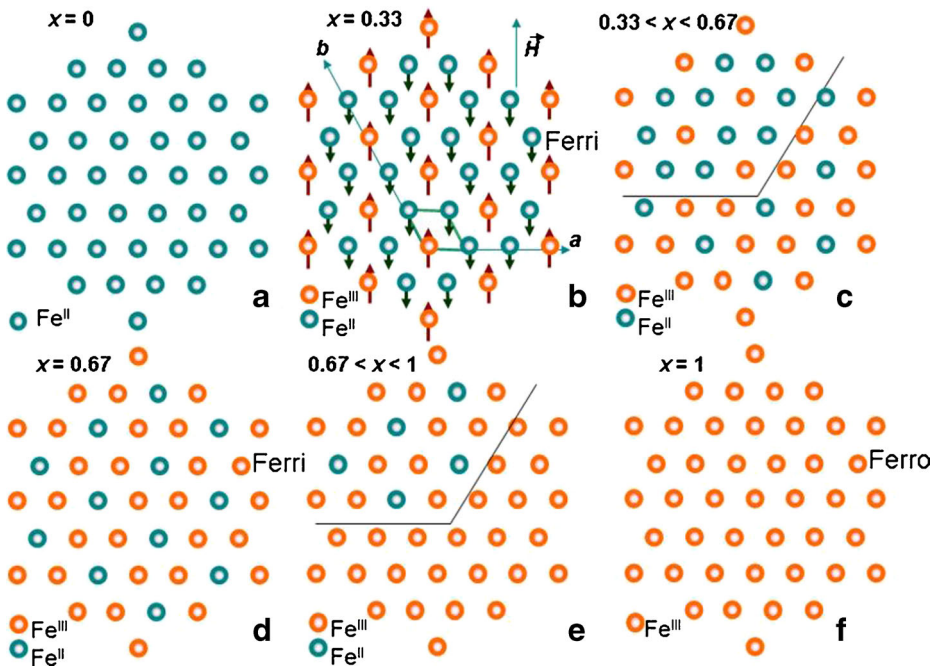 x = 0
Fe^II
a
x = 0.33
b
H
Ferri
a
Fe^III
Fe^II
b
0.33 < x < 0.67
Fe^III
Fe^II
c
x = 0.67
Ferri
Fe^III
Fe^II
d
0.67 < x < 1
Fe^III
Fe^II
e
x = 1
Ferro
Fe^III
f